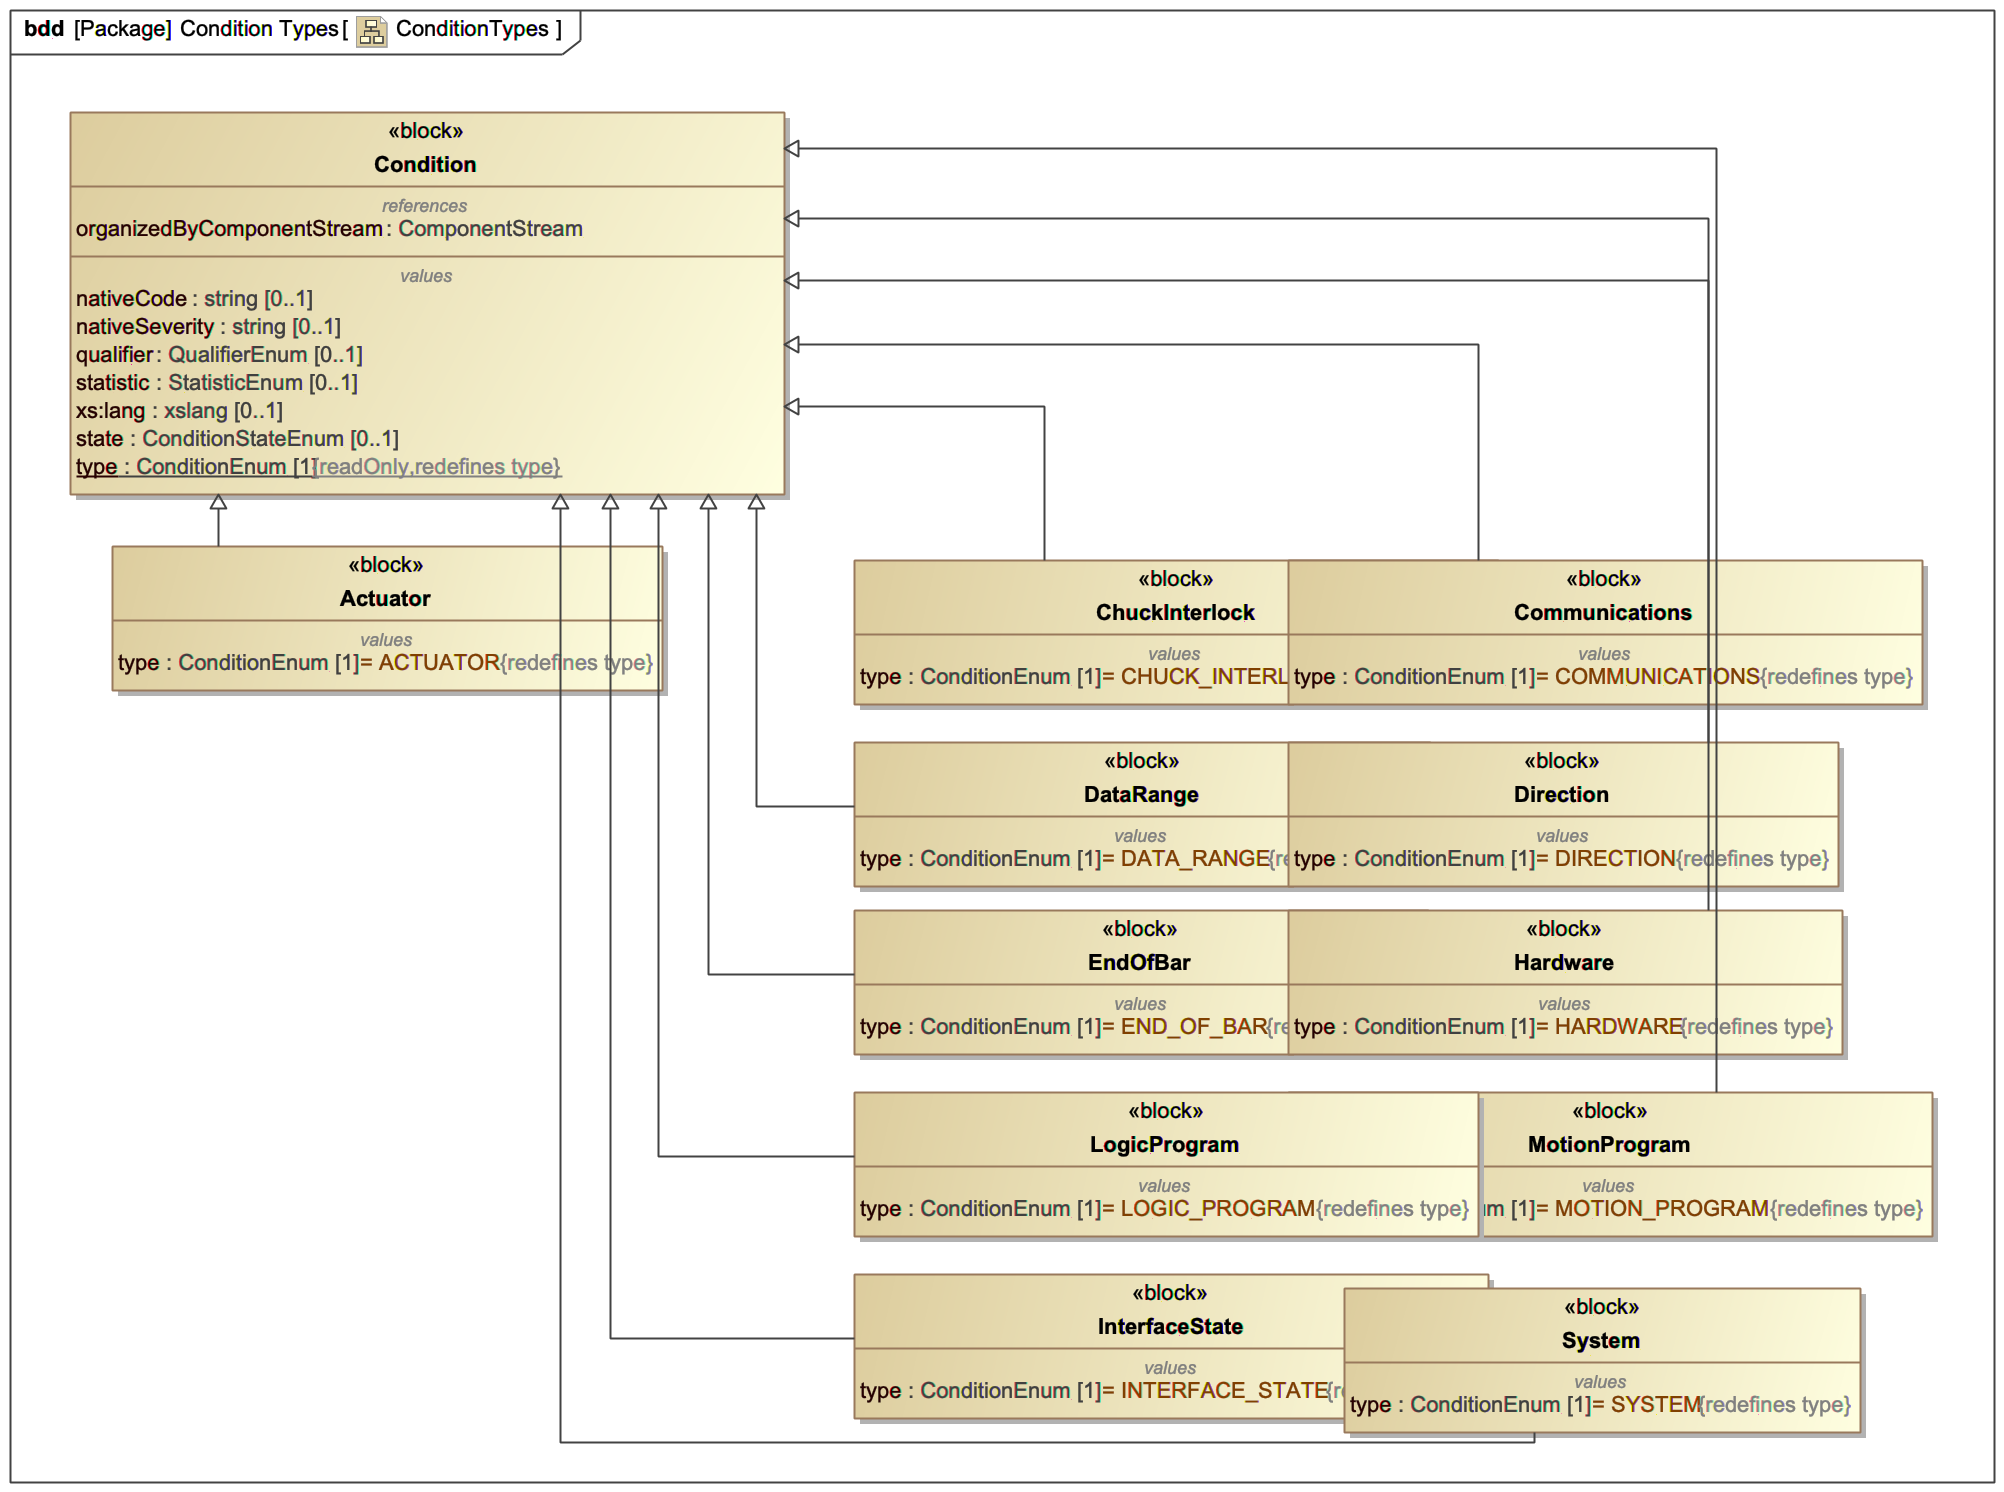 bdd [Package] Condition Types[ ConditionTypes ]
«block»
Condition
references
organizedByComponentStream : ComponentStream
values
nativeCode : string [0..1]
nativeSeverity : string [0..1]
qualifier : QualifierEnum [0..1]
statistic : StatisticEnum [0..1]
xs:lang : xslang [0..1]
state : ConditionStateEnum [0..1]
type : ConditionEnum [1]{readOnly,redefines type}
«block»
Actuator
values
type : ConditionEnum [1]= ACTUATOR{redefines type}
«block»
ChuckInterlock
values
type : ConditionEnum [1]= CHUCK_INTERL
«block»
Communications
values
type : ConditionEnum [1]= COMMUNICATIONS{redefines type}
«block»
DataRange
values
type : ConditionEnum [1]= DATA_RANGE{re
«block»
Direction
values
type : ConditionEnum [1]= DIRECTION{redefines type}
«block»
EndOfBar
values
type : ConditionEnum [1]= END_OF_BAR{re
«block»
Hardware
values
type : ConditionEnum [1]= HARDWARE{redefines type}
«block»
LogicProgram
values
type : ConditionEnum [1]= LOGIC_PROGRAM{redefines type}
«block»
MotionProgram
values
m [1]= MOTION_PROGRAM{redefines type}
«block»
InterfaceState
values
type : ConditionEnum [1]= INTERFACE_STATE{r
«block»
System
values
type : ConditionEnum [1]= SYSTEM{redefines type}